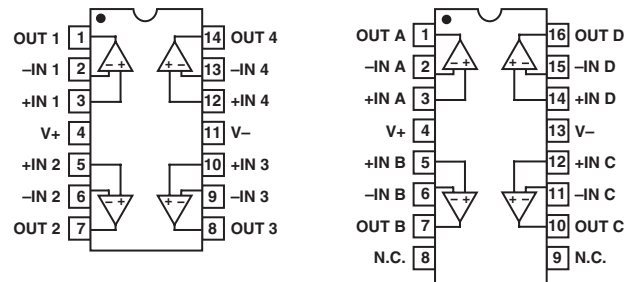 OUT 1 1 14 OUT 4
–IN 1 2 – + + – 13 –IN 4
+IN 1 3 12 +IN 4
V+ 4 11 V–
+IN 2 5 10 +IN 3
–IN 2 6 – + + – 9 –IN 3
OUT 2 7 8 OUT 3
OUT A 1 16 OUT D
–IN A 2 – + + – 15 –IN D
+IN A 3 14 +IN D
V+ 4 13 V–
+IN B 5 12 +IN C
–IN B 6 – + + – 11 –IN C
OUT B 7 10 OUT C
N.C. 8 9 N.C.